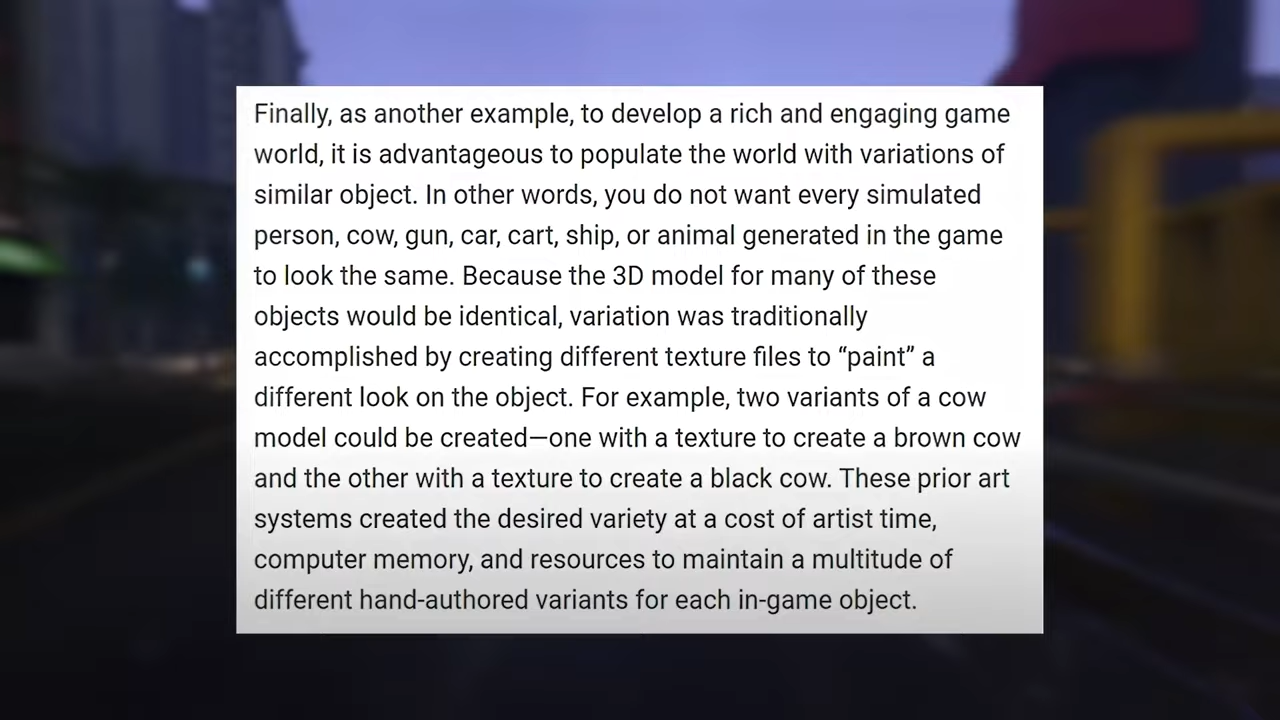 Finally, as another example, to develop a rich and engaging game
world, it is advantageous to populate the world with variations of
similar object. In other words, you do not want every simulated
person, cow, gun, car, cart, ship, or animal generated in the game
to look the same. Because the 3D model for many of these
objects would be identical, variation was traditionally
accomplished by creating different texture files to “paint” a
different look on the object. For example, two variants of a cow
model could be created—one with a texture to create a brown cow
and the other with a texture to create a black cow. These prior art
systems created the desired variety at a cost of artist time,
computer memory, and resources to maintain a multitude of
different hand-authored variants for each in-game object.